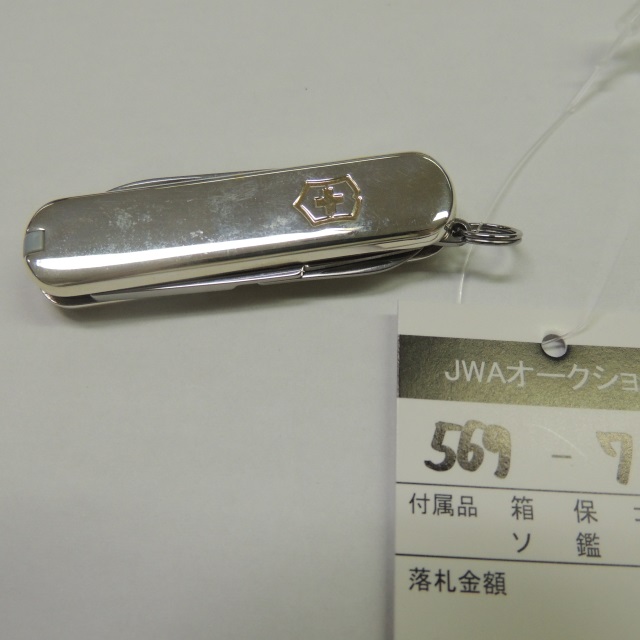 JWAオークショ
569 - 7
付属品 箱 保
ソ 鑑
落札金額